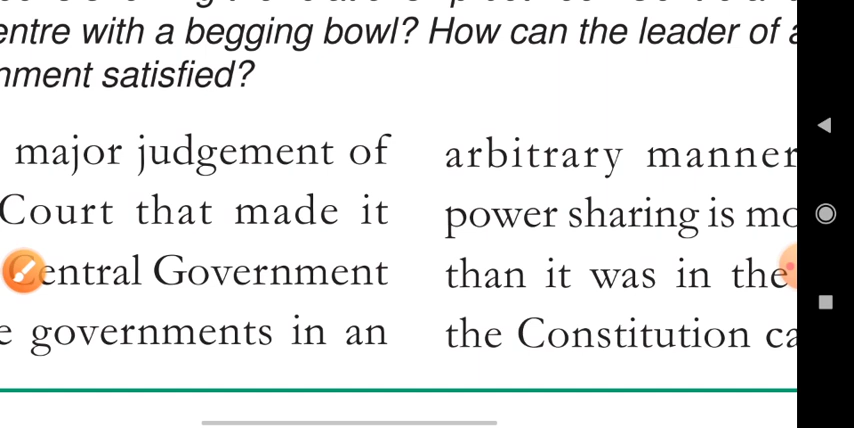 entre with a begging bowl? How can the leader of a
nment satisfied?
major judgement of
Court that made it
Central Government
e governments in an
arbitrary manner
power sharing is mo
than it was in the
the Constitution ca